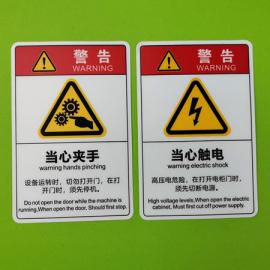 警告
WARNING
当心夹手
warning hands pinching
设备运转时，切勿打开门，在打
开门时，须先停机。
Do not open the door while the machine is
running,When open the door, Should first stop.
警告
WARNING
当心触电
warning electric shock
高压电危险，在打开电柜门时，
须先切断电源。
High voltage levels,When open the electric
cabinet, Must first cut off power supply.